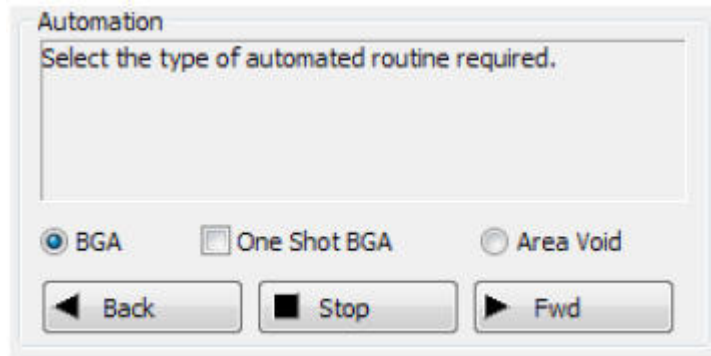 Automation
Select the type of automated routine required.
BGA One Shot BGA Area Void
Back Stop Fwd